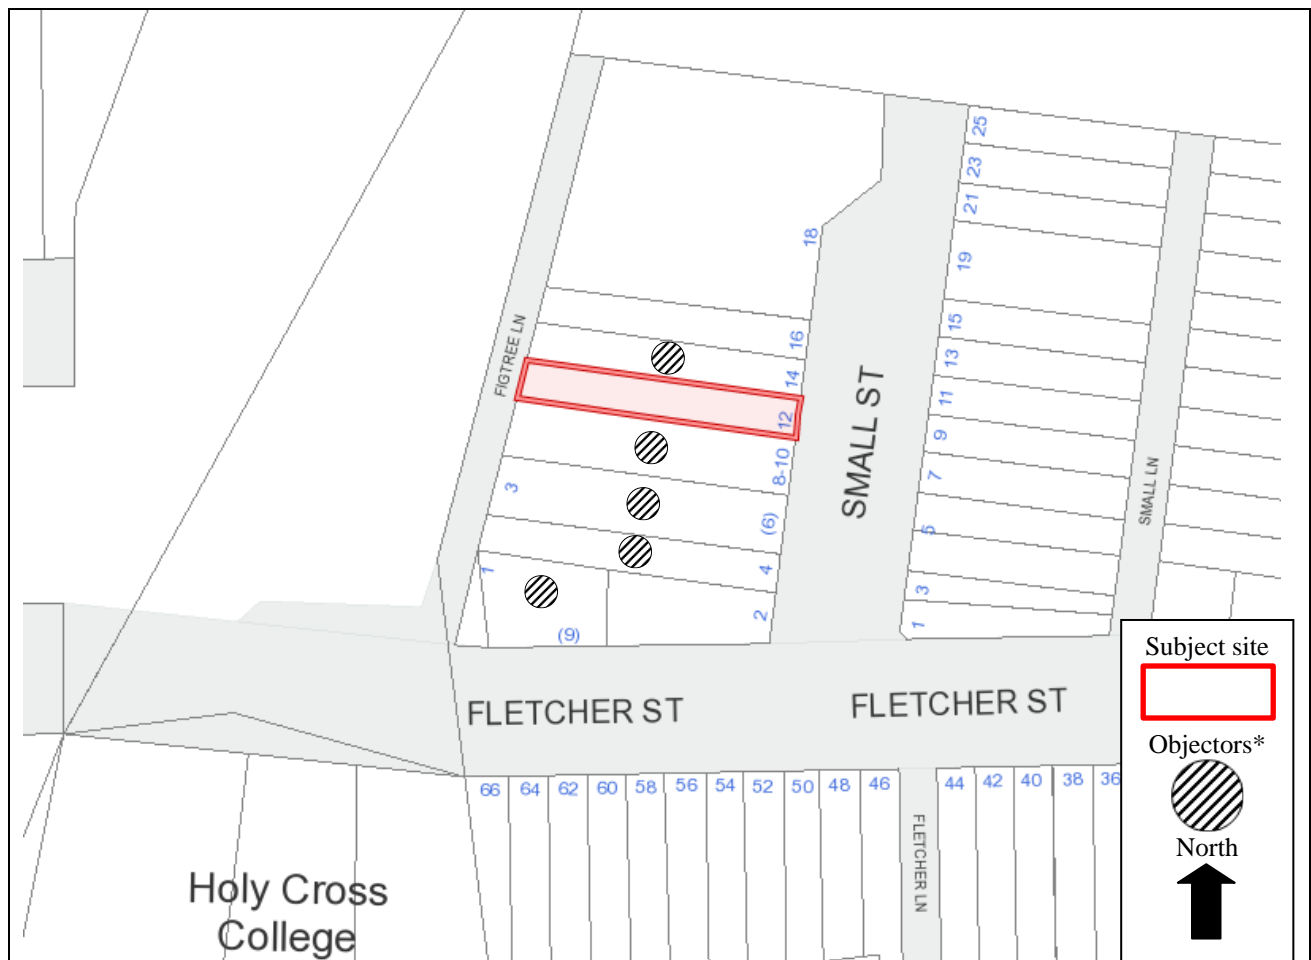 25
23
21
19
18
15
16
13
14
11
12
9
8-10
7
(6)
5
4
3
2
1
FIGTREE LN
SMALL ST
SMALL LN
3
1
(9)
FLETCHER ST
FLETCHER ST
66 64 62 60 58 56 54 52 50 48 46 44 42 40 38 36
FLETCHER LN
Holy Cross
College
Subject site
Objectors*
North